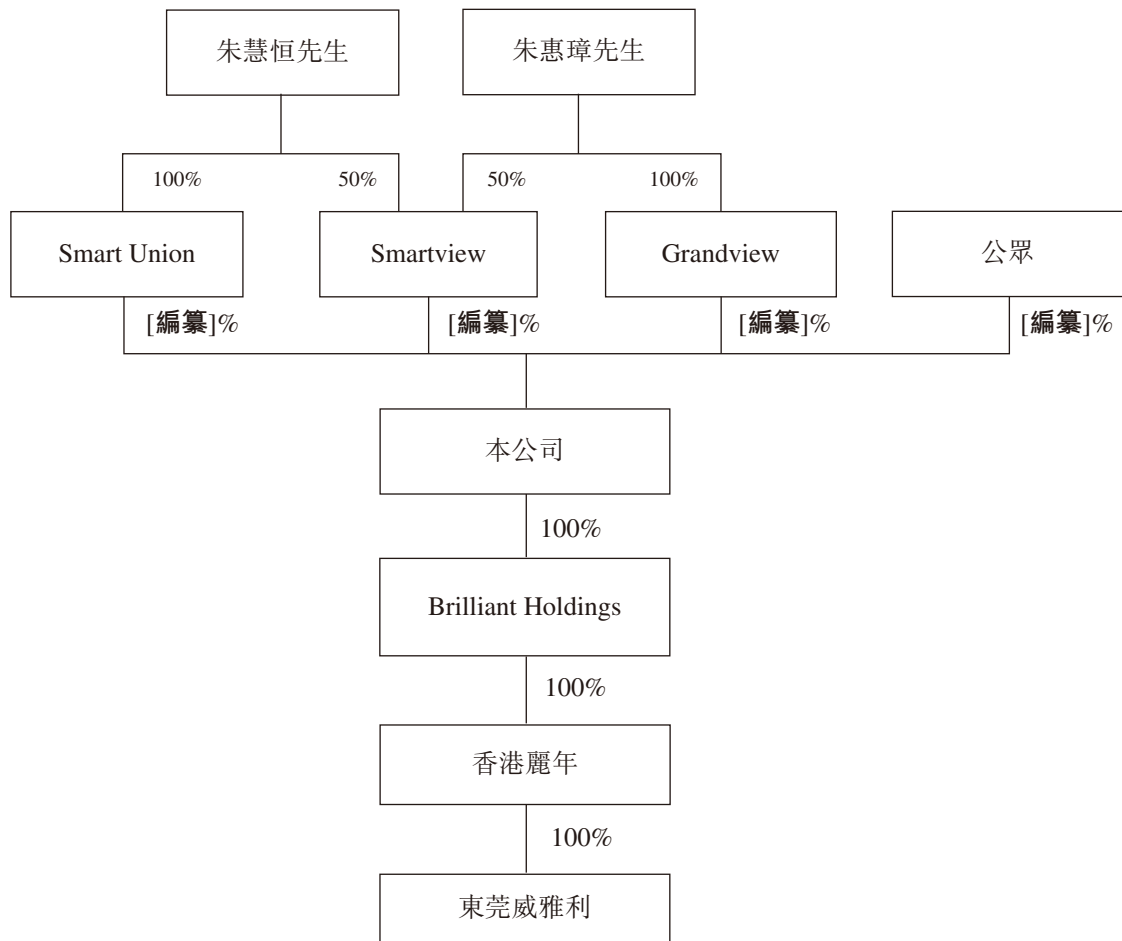 朱慧恒先生 朱惠璋先生
100% 50% 50% 100%
Smart Union Smartview Grandview 公眾
[編纂]% [編纂]% [編纂]% [編纂]%
本公司
100%
Brilliant Holdings
100%
香港麗年
100%
東莞威雅利